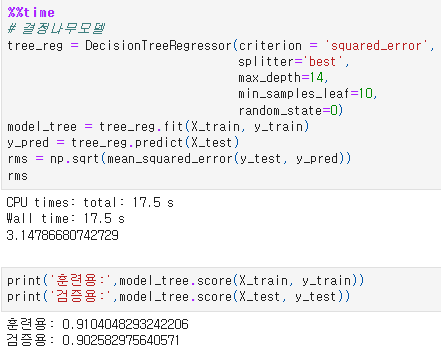 %%time
# 결정나무모델
tree_reg = DecisionTreeRegressor(criterion = 'squared_error',
splitter='best',
max_depth=14,
min_samples_leaf=10,
random_state=0)
model_tree = tree_reg.fit(X_train, y_train)
y_pred = tree_reg.predict(X_test)
rms = np.sqrt(mean_squared_error(y_test, y_pred))
rms
CPU times: total: 17.5 s
Wall time: 17.5 s
3.14786680742729
print('훈련용:',model_tree.score(X_train, y_train))
print('검증용:',model_tree.score(X_test, y_test))
훈련용: 0.9104048293242206
검증용: 0.902582975640571